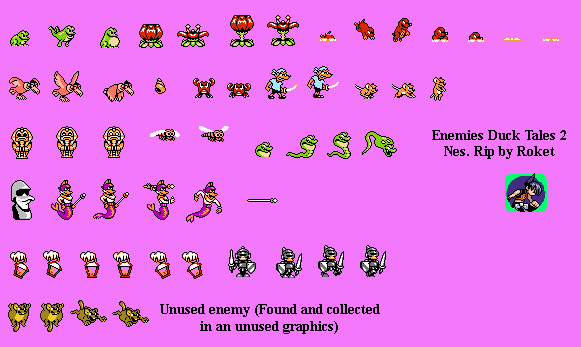 Enemies Duck Tales 2
Nes. Rip by Roket
Unused enemy (Found and collected
in an unused graphics)